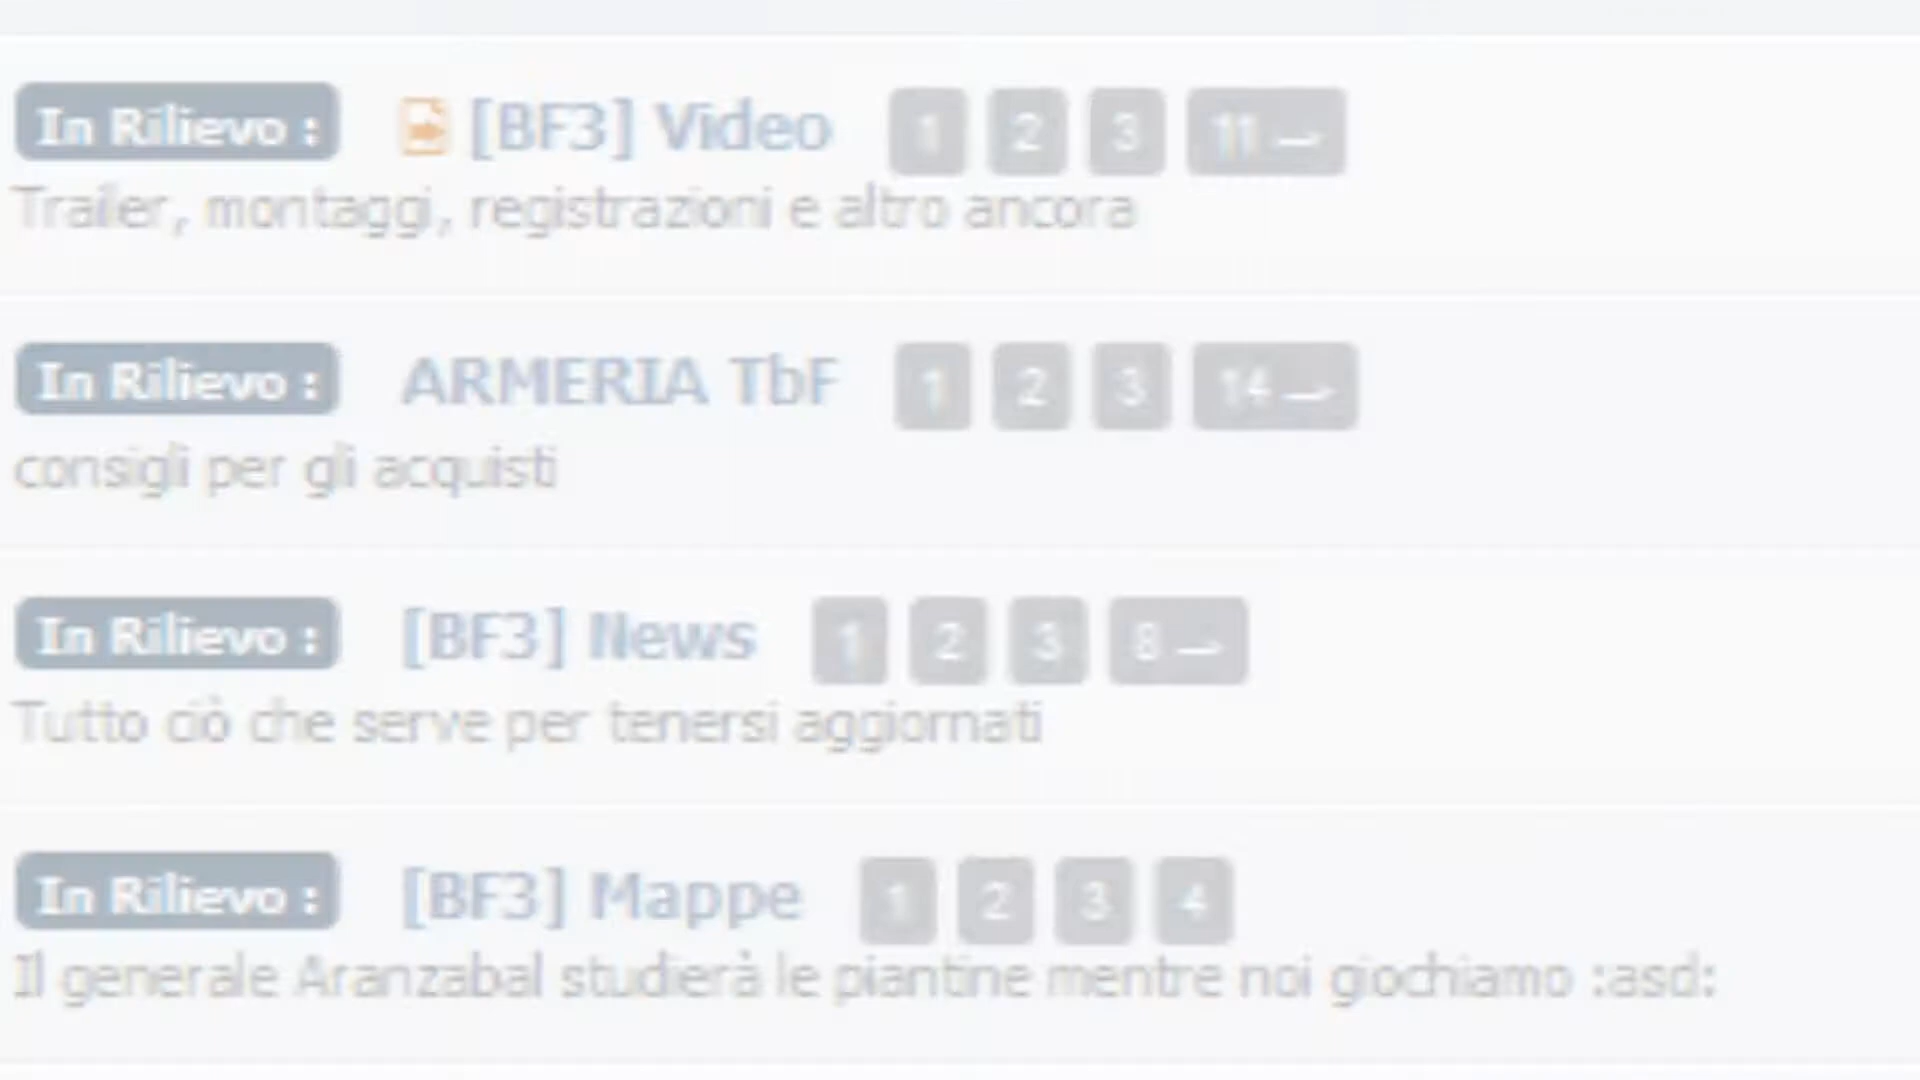 In Rilievo : [BF3] Video 1 2 3 11 →
Trailer, montaggi, registrazioni e altro ancora
In Rilievo : ARMERIA TbF 1 2 3 14 →
consigli per gli acquisti
In Rilievo : [BF3] News 1 2 3 8 →
Tutto ciò che serve per tenersi aggiornati
In Rilievo : [BF3] Mappe 1 2 3 4
Il generale Aranzabal studierà le piantine mentre noi giochiamo :asd: